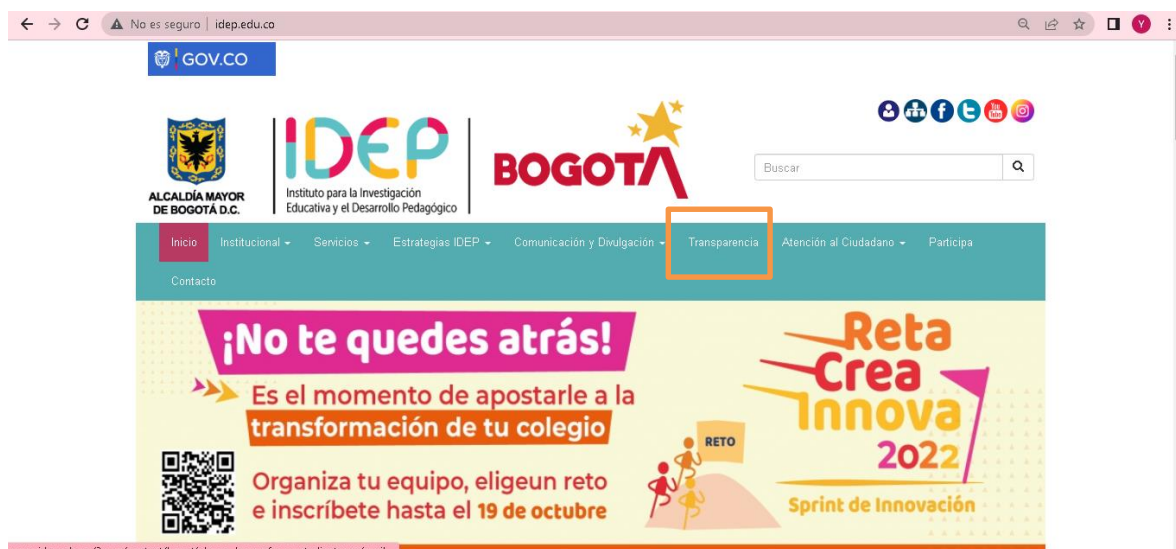 No es seguro | idep.edu.co
Y
GOV.CO
ALCALDÍA MAYOR
DE BOGOTÁ D.C.
IDEP
Instituto para la Investigación
Educativa y el Desarrollo Pedagógico
BOGOTÁ
You
Tube
Buscar
Inicio Institucional Servicios Estrategias IDEP Comunicación y Divulgación Transparencia Atención al Ciudadano Participa
Contacto
¡No te quedes atrás!
Es el momento de apostarle a la
transformación de tu colegio
Organiza tu equipo, eligeun reto
e inscríbete hasta el 19 de octubre
RETO
Reta
Crea
Innova
2022
Sprint de Innovación